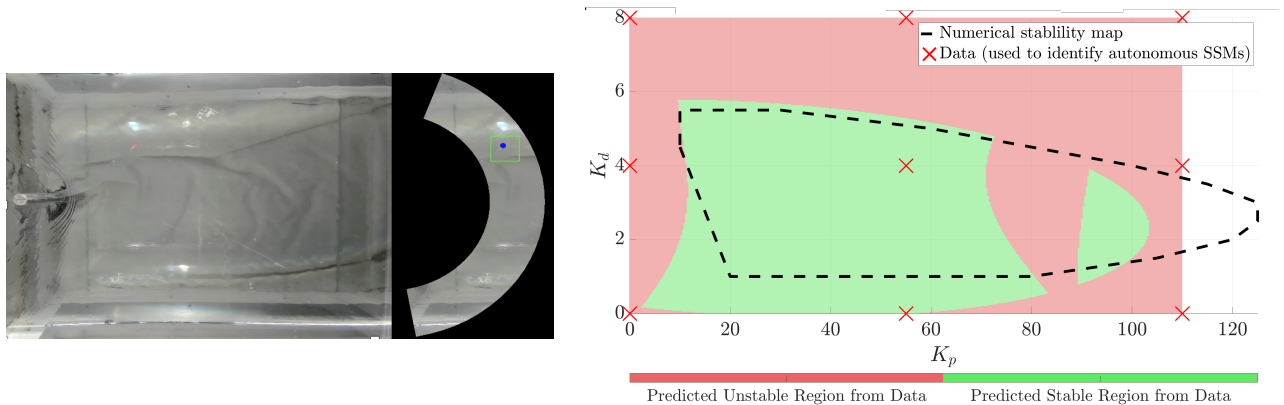 8
6
4
2
0
K_d
Numerical stablility map
Data (used to identify autonomous SSMs)
0 20 40 60 80 100 120
K_p
Predicted Unstable Region from Data Predicted Stable Region from Data